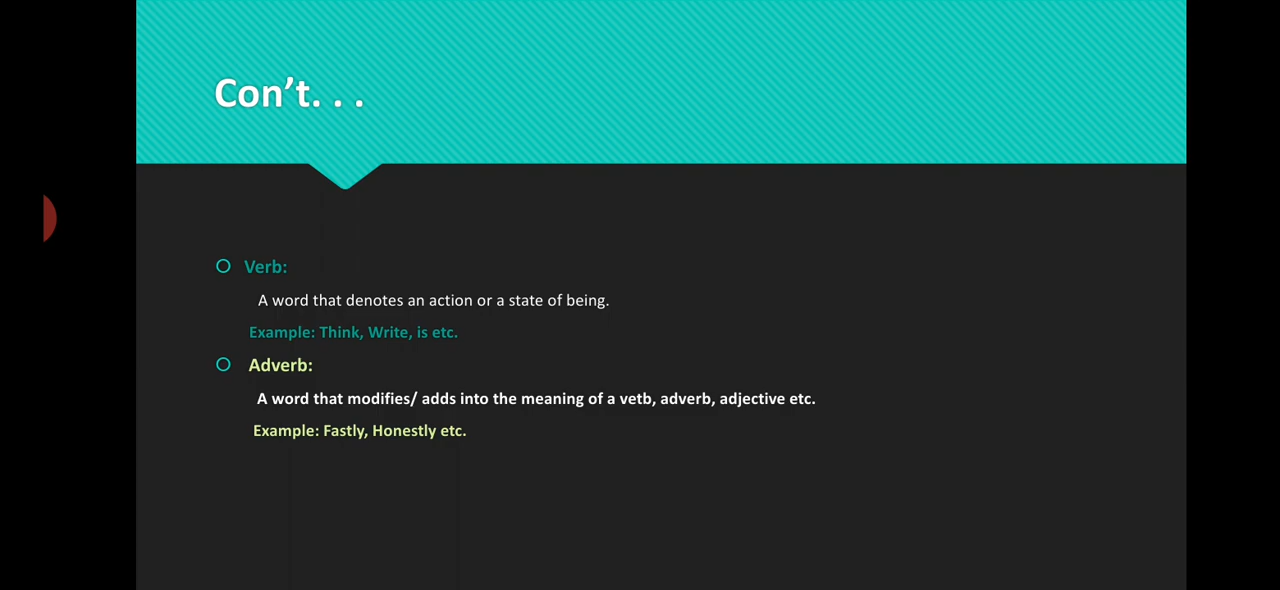 Con’t. . .
Verb:
A word that denotes an action or a state of being.
Example: Think, Write, is etc.
Adverb:
A word that modifies/ adds into the meaning of a vetb, adverb, adjective etc.
Example: Fastly, Honestly etc.